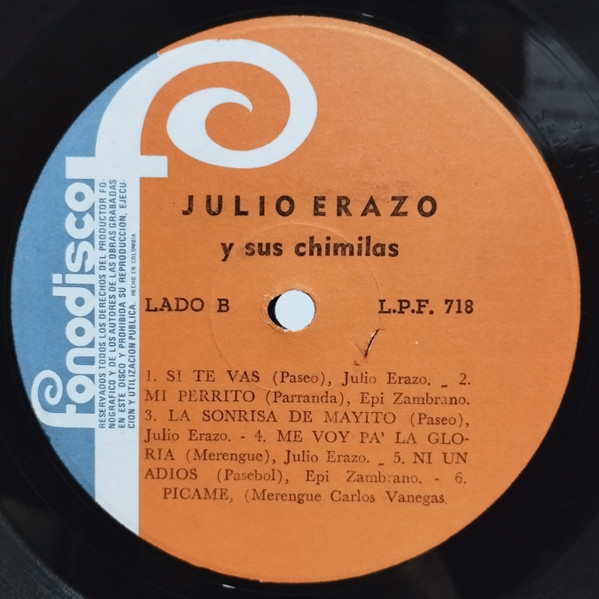 JULIO ERAZO
y sus chimilas
LADO B
L.P.F. 718
1. SI TE VAS (Paseo), Julio Erazo. _ 2.
MI PERRITO (Parranda), Epi Zambrano.
3. LA SONRISA DE MAYITO (Paseo),
Julio Erazo. - 4. ME VOY PA' LA GLO-
RIA (Merengue), Julio Erazo. _ 5. NI UN
ADIOS (Pasebol), Epi Zambrano. - 6.
PICAME, (Merengue Carlos Vanegas
fonodisco
RESERVADOS TODOS LOS DERECHOS DEL PRODUCTOR FO-
NOGRAFICO Y DE LOS AUTORES DE LAS OBRAS GRABADAS
EN ESTE DISCO Y PROHIBIDA SU REPRODUCCION, EJECU-
CION Y UTILIZACION PUBLICA. HECHO EN COLOMBIA